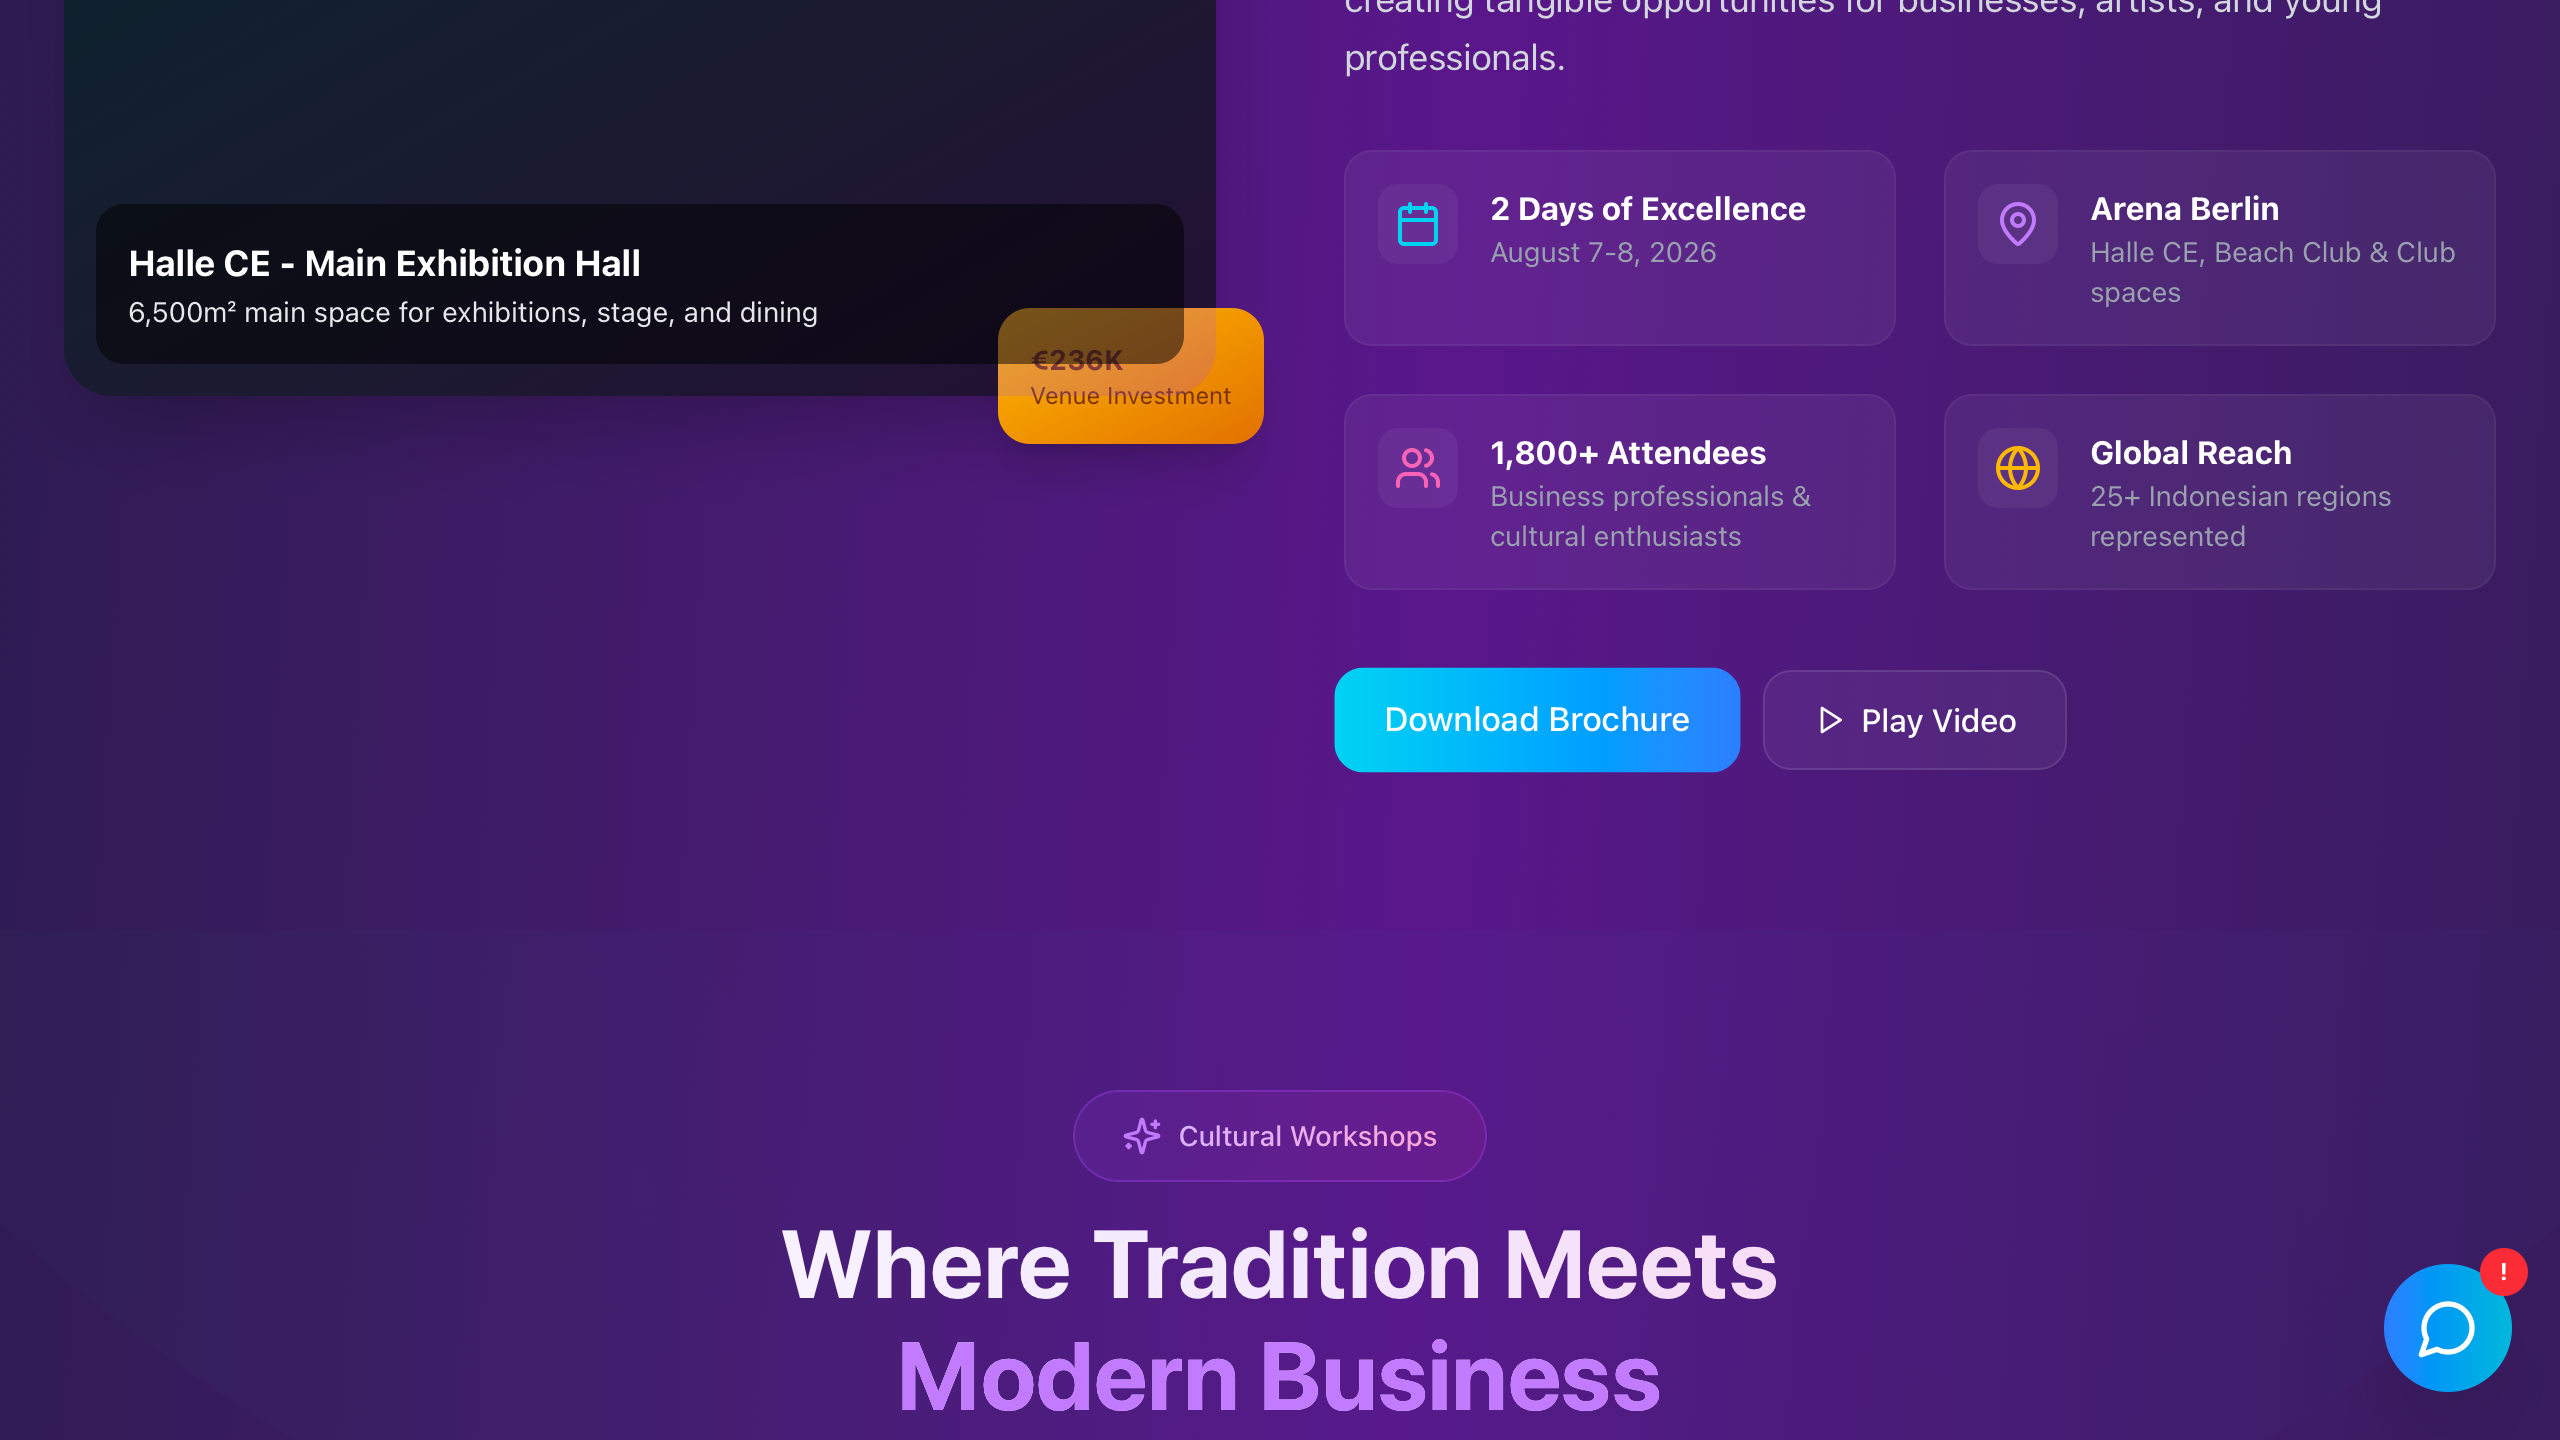 creating tangible opportunities for businesses, artists, and young
professionals.
Halle CE - Main Exhibition Hall
6,500m² main space for exhibitions, stage, and dining
€236K
Venue Investment
2 Days of Excellence
August 7-8, 2026
Arena Berlin
Halle CE, Beach Club & Club
spaces
1,800+ Attendees
Business professionals &
cultural enthusiasts
Global Reach
25+ Indonesian regions
represented
Download Brochure
Play Video
Cultural Workshops
Where Tradition Meets
Modern Business
!